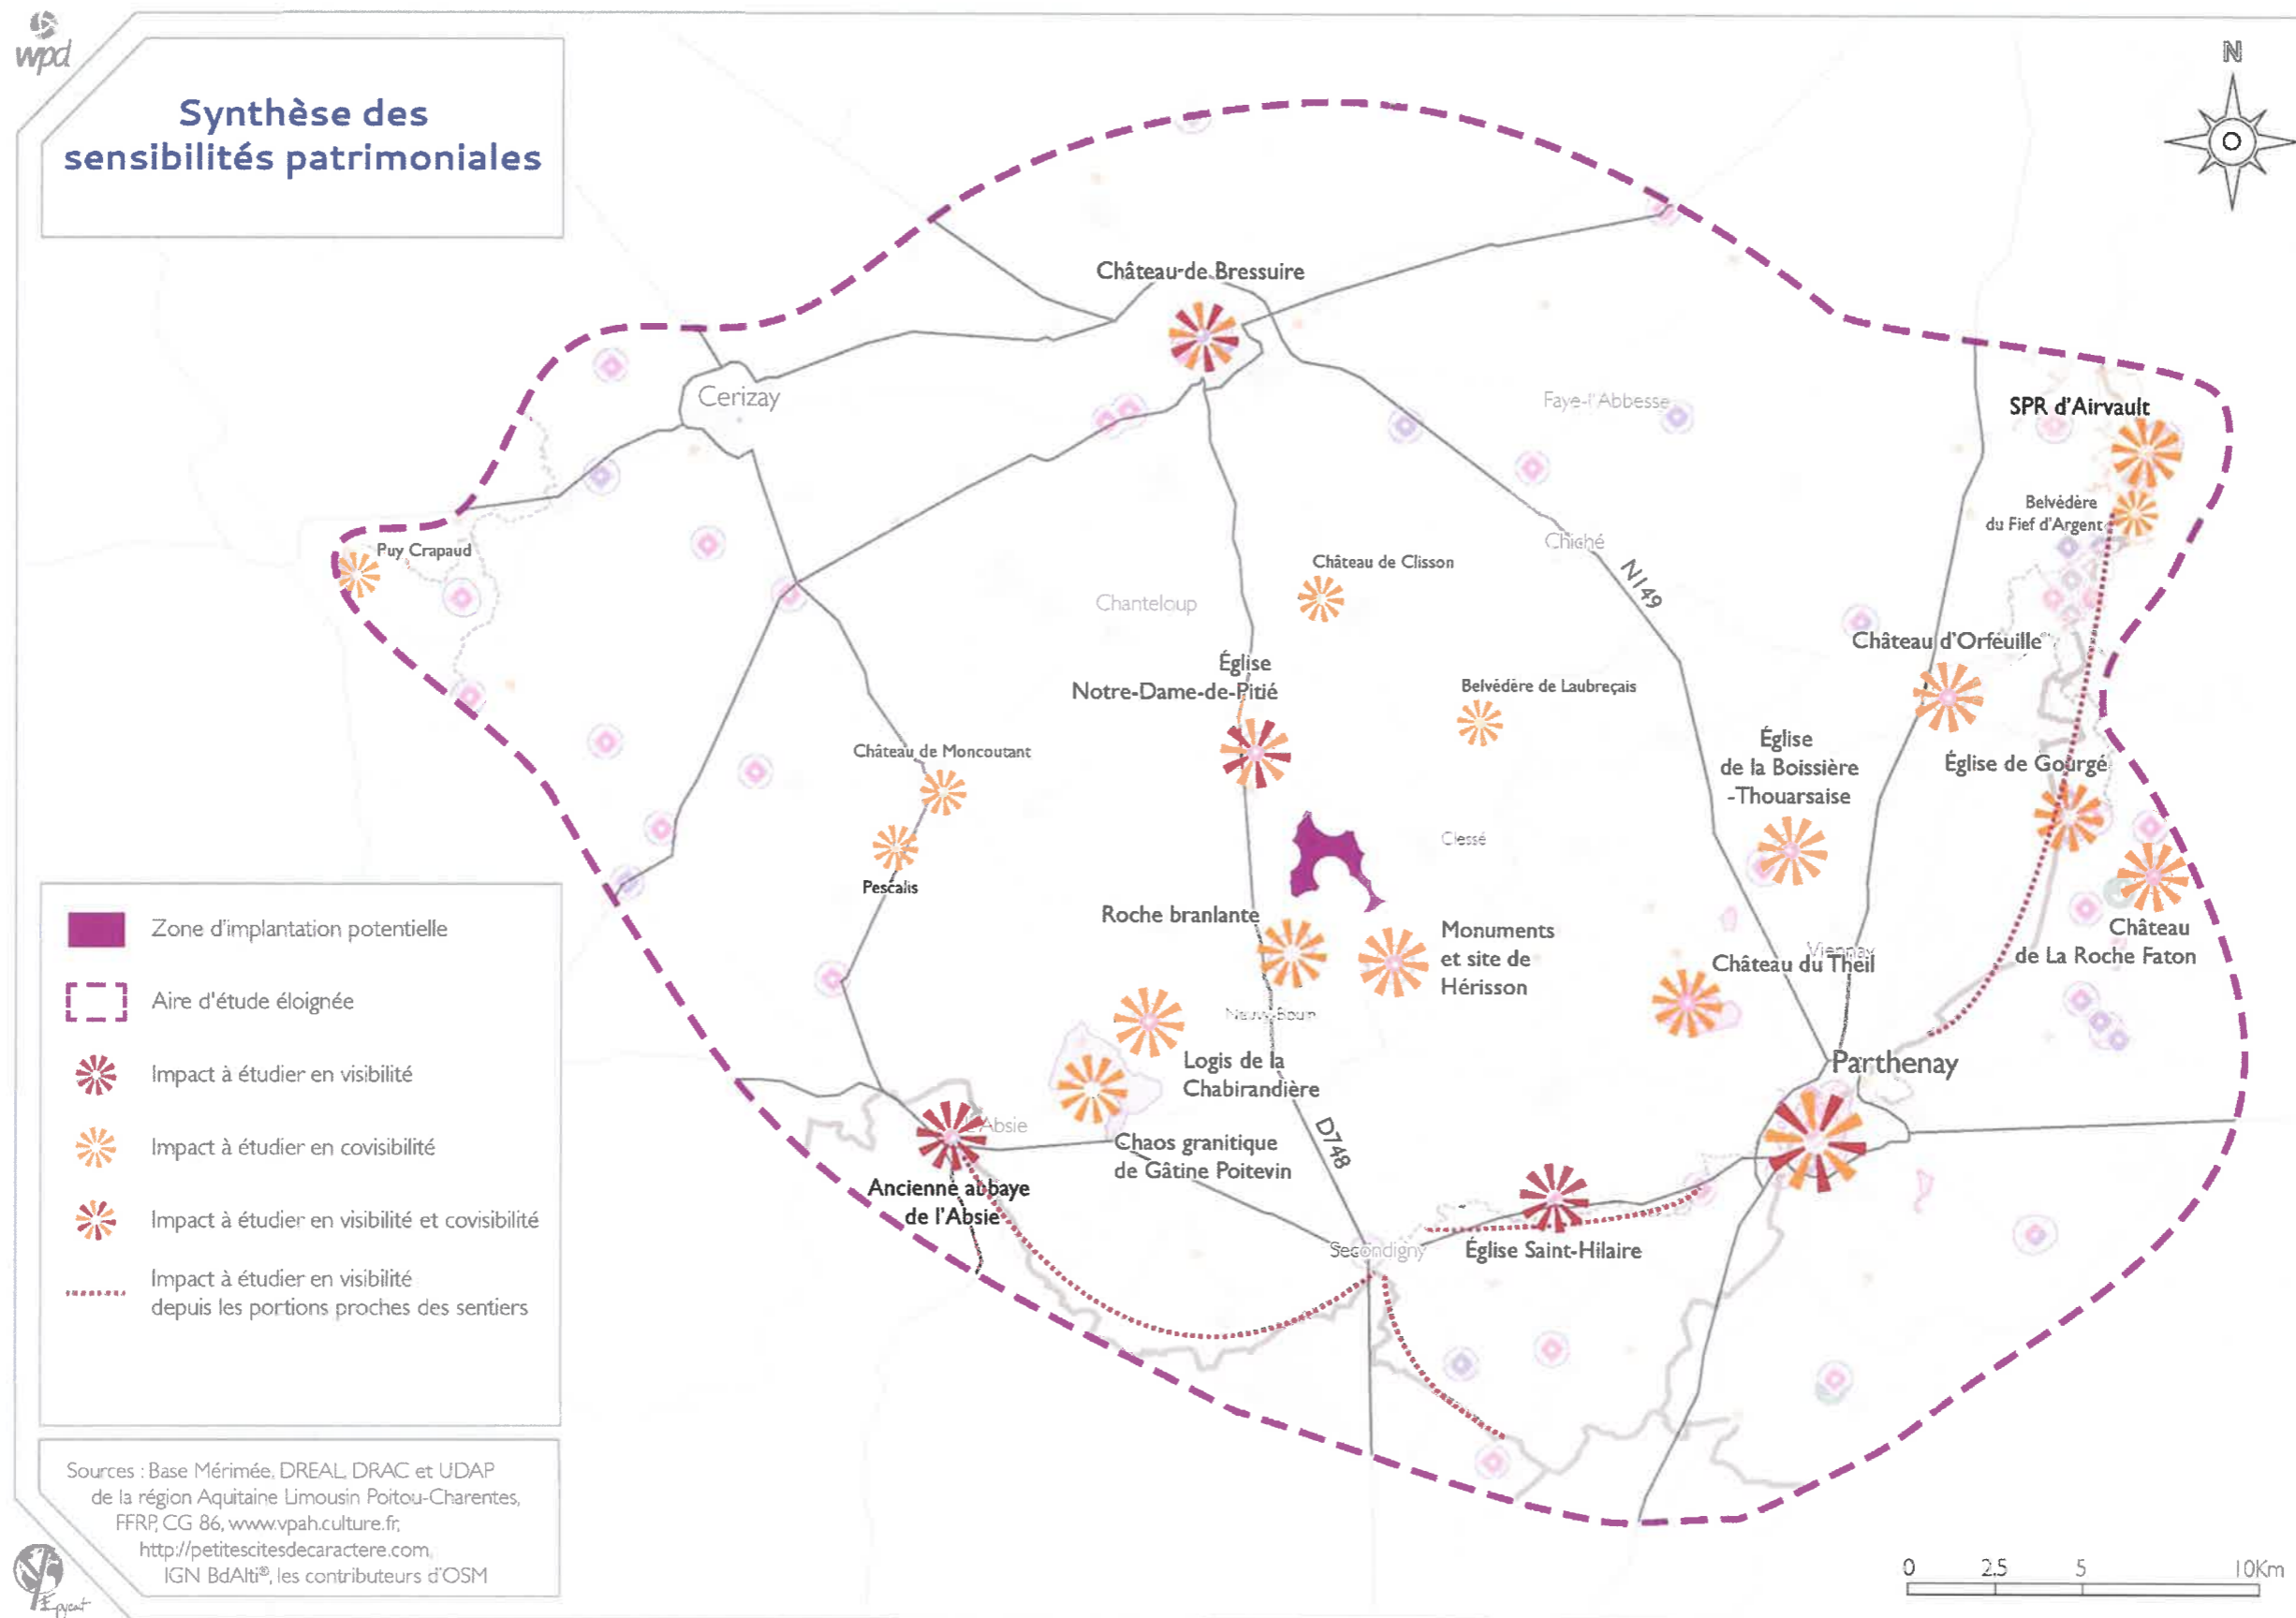 wpd
Synthèse des
sensibilités patrimoniales
N
Château de Bressuire
Cerizay
Faye-l'Abbesse
SPR d'Airvault
Belvédère
du Fief d'Argent
Puy Crapaud
Chiché
N149
Château de Clisson
Chanteloup
Château d'Orfeuille
Église
Notre-Dame-de-Pitié
Belvédère de Laubreçais
Église
de la Boissière
-Thouarsaise
Église de Gourgé
Château de Moncoutant
Clessé
Pescalis
Roche branlante
Monuments
et site de
Hérisson
Château
de La Roche Faton
Viennay
Château du Theil
Neuvy-Bouin
Logis de la
Chabirandière
Parthenay
L'Absie
D748
Chaos granitique
de Gâtine Poitevin
Ancienne abbaye
de l'Absie
Secondigny
Église Saint-Hilaire
Zone d'implantation potentielle
Aire d'étude éloignée
Impact à étudier en visibilité
Impact à étudier en covisibilité
Impact à étudier en visibilité et covisibilité
Impact à étudier en visibilité
depuis les portions proches des sentiers
Sources : Base Mérimée, DREAL, DRAC et UDAP
de la région Aquitaine Limousin Poitou-Charentes,
FFRP, CG 86, www.vpah.culture.fr,
http://petitescitesdecaractere.com,
IGN BdAlti®, les contributeurs d'OSM
Epycart
0 2.5 5 10Km